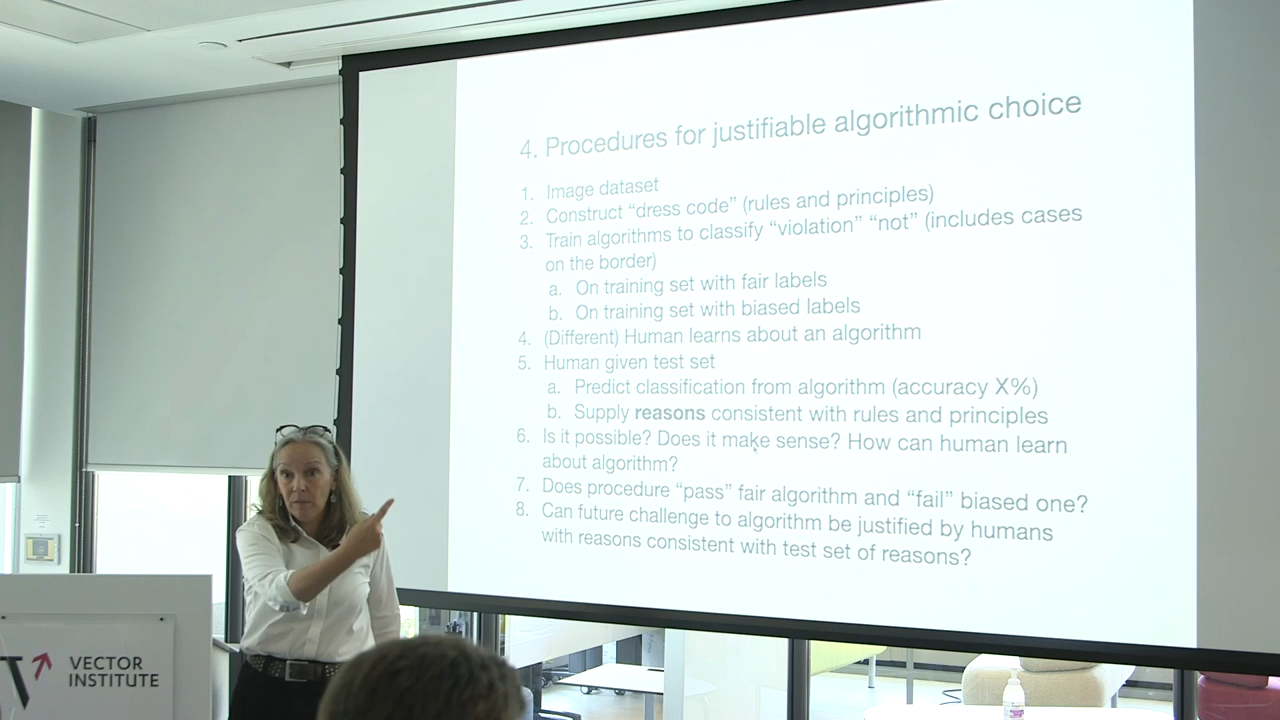 4. Procedures for justifiable algorithmic choice
1. Image dataset
2. Construct “dress code” (rules and principles)
3. Train algorithms to classify “violation” “not” (includes cases
on the border)
a. On training set with fair labels
b. On training set with biased labels
4. (Different) Human learns about an algorithm
5. Human given test set
a. Predict classification from algorithm (accuracy X%)
b. Supply reasons consistent with rules and principles
6. Is it possible? Does it make sense? How can human learn
about algorithm?
7. Does procedure “pass” fair algorithm and “fail” biased one?
8. Can future challenge to algorithm be justified by humans
with reasons consistent with test set of reasons?
VECTOR
INSTITUTE